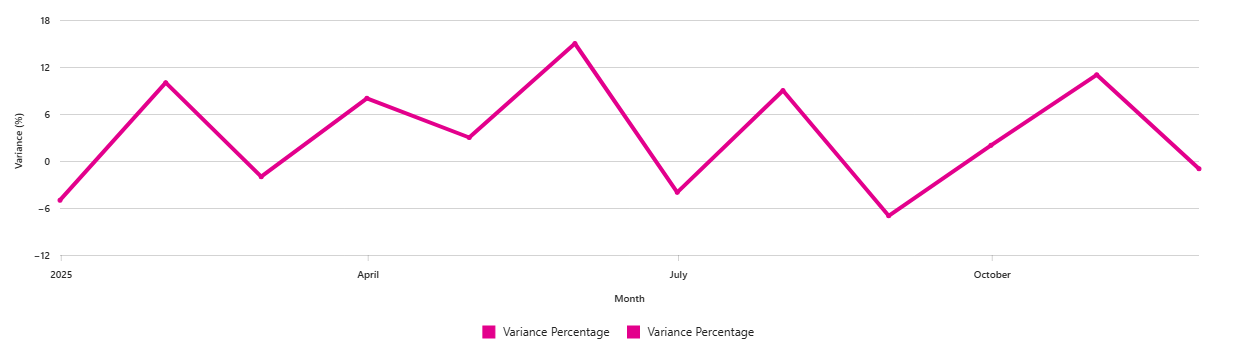 18
12
6
0
−6
−12
Variance (%)
2025 April July October
Month
Variance Percentage Variance Percentage